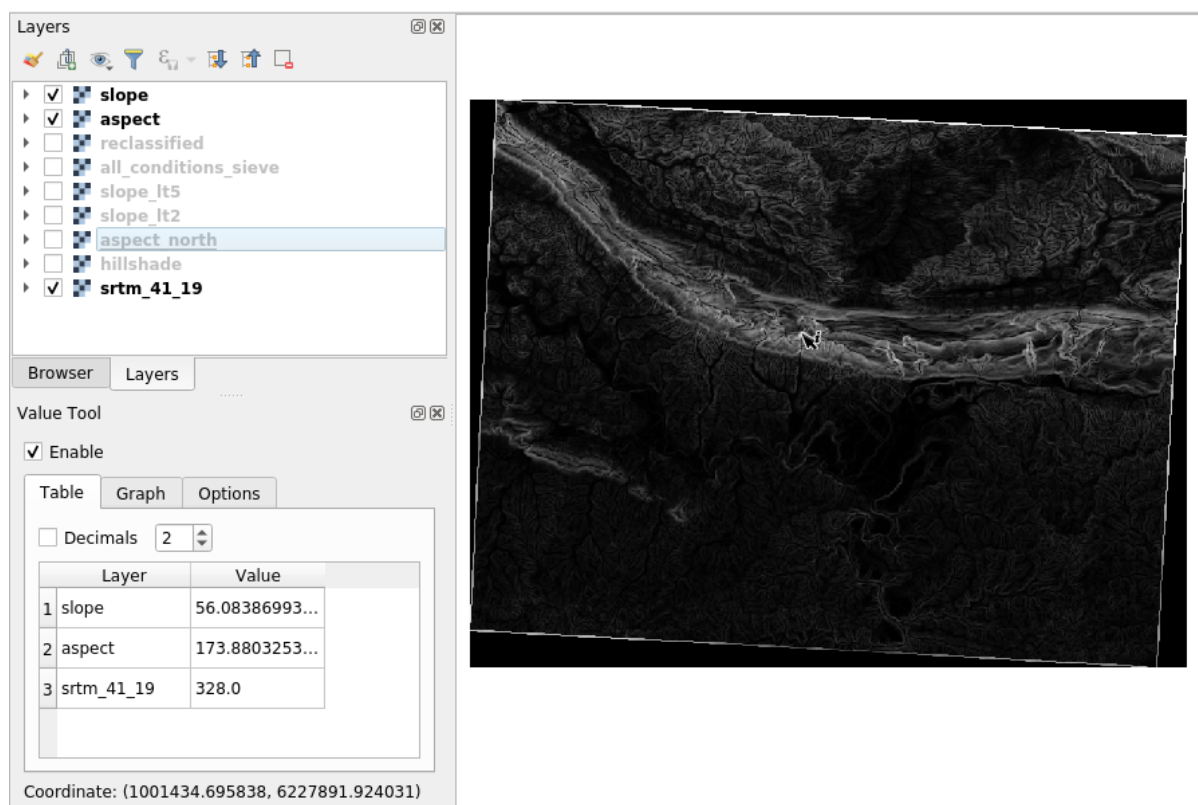 Layers
slope
aspect
reclassified
all_conditions_sieve
slope_lt5
slope_lt2
aspect_north
hillshade
srtm_41_19
Browser Layers
Value Tool
Enable
Table Graph Options
Decimals 2
Layer Value
1 slope 56.08386993...
2 aspect 173.8803253...
3 srtm_41_19 328.0
Coordinate: (1001434.695838, 6227891.924031)